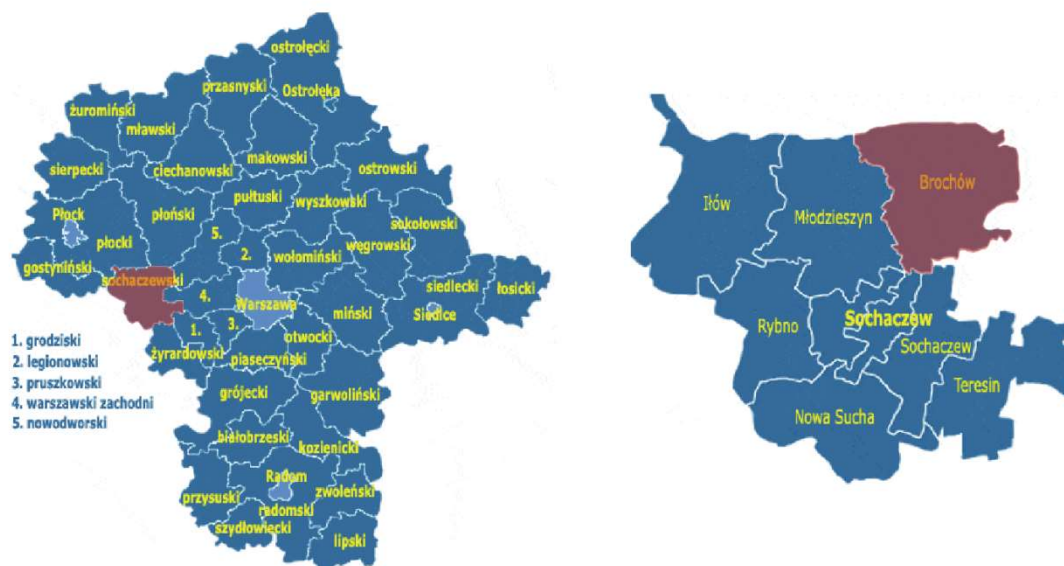 ostrołęcki
przasnyski
Ostrołęka
żuromiński
mławski
makowski
sierpecki
ciechanowski
ostrowski
pułtuski
wyszkowski
Płock
płoński
sokołowski
płocki
5.
węgrowski
2.
wołomiński
gostyniński
sochaczewski
siedlecki
łosicki
4.
Warszawa
miński
Siedlce
1.
3.
otwocki
żyrardowski
piaseczyński
1. grodziski
2. legionowski
3. pruszkowski
4. warszawski zachodni
5. nowodworski
grójecki
garwoliński
białobrzeski
kozienicki
Radom
przysuski
zwoleński
radomski
szydłowiecki
lipski
Brochów
Iłów
Młodzieszyn
Rybno
Sochaczew
Sochaczew
Teresin
Nowa Sucha